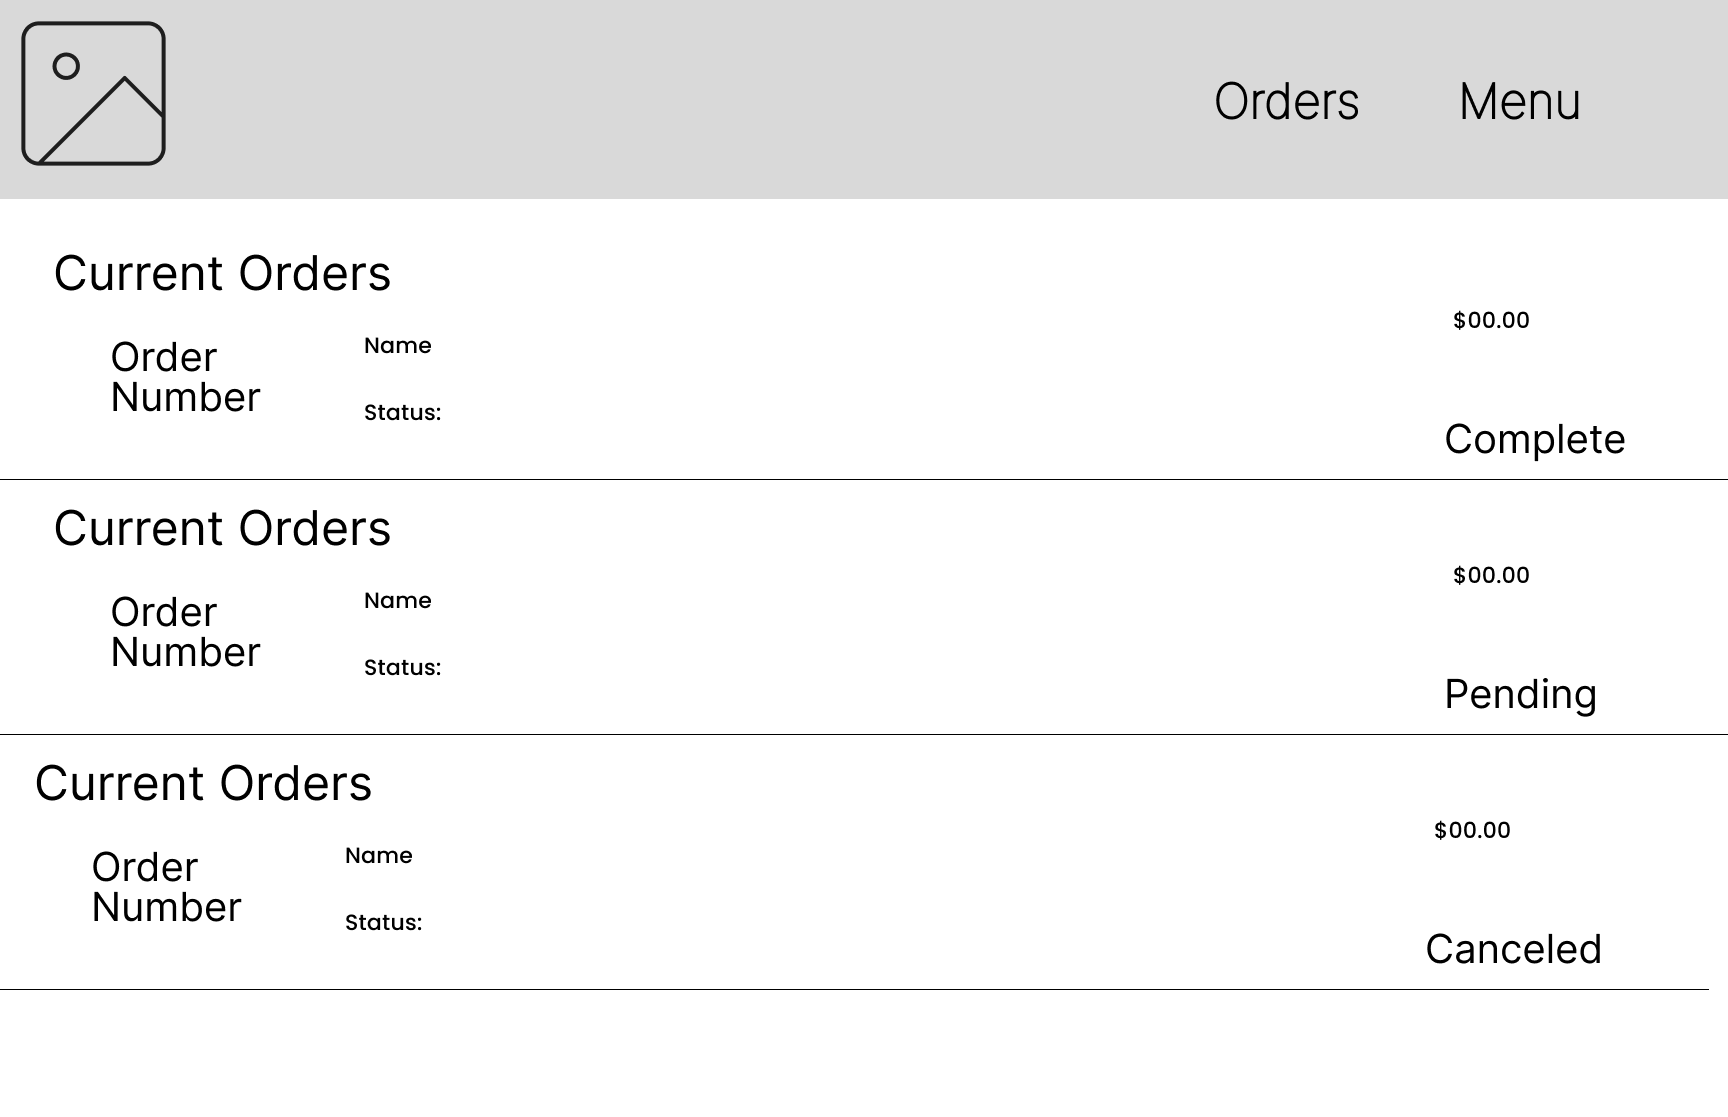 Orders Menu
Current Orders
$00.00
Name
Order
Number
Status:
Complete
Current Orders
$00.00
Name
Order
Number
Status:
Pending
Current Orders
$00.00
Name
Order
Number
Status:
Canceled